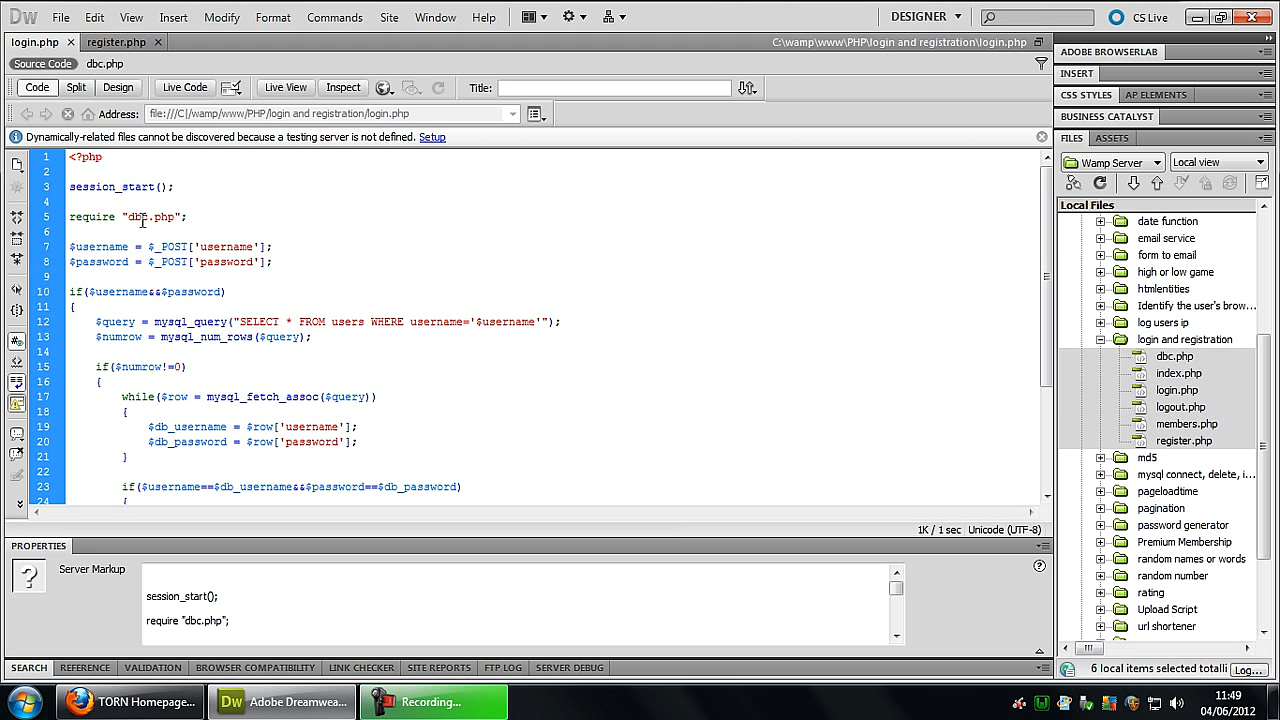 Dw File Edit View Insert Modify Format Commands Site Window Help DESIGNER CS Live
login.php register.php C:\wamp\www\PHP\login and registration\login.php
Source Code dbc.php
Code Split Design Live Code Live View Inspect Title:
Address: file:///C|/wamp/www/PHP/login and registration/login.php
Dynamically-related files cannot be discovered because a testing server is not defined. Setup
1 <?php
2
3 session_start();
4
5 require "dbc.php";
6
7 $username = $_POST['username'];
8 $password = $_POST['password'];
9
10 if($username&&$password)
11 {
12 $query = mysql_query("SELECT * FROM users WHERE username='$username'");
13 $numrow = mysql_num_rows($query);
14
15 if($numrow!=0)
16 {
17 while($row = mysql_fetch_assoc($query))
18 {
19 $db_username = $row['username'];
20 $db_password = $row['password'];
21 }
22
23 if($username==$db_username&&$password==$db_password)
24 {
1K / 1 sec Unicode (UTF-8)
PROPERTIES
? Server Markup
session_start();
require "dbc.php";
SEARCH REFERENCE VALIDATION BROWSER COMPATIBILITY LINK CHECKER SITE REPORTS FTP LOG SERVER DEBUG
ADOBE BROWSERLAB
INSERT
CSS STYLES AP ELEMENTS
BUSINESS CATALYST
FILES ASSETS
Wamp Server Local view
Local Files
date function
email service
form to email
high or low game
htmlentities
Identify the user's brow...
log users ip
login and registration
dbc.php
index.php
login.php
logout.php
members.php
register.php
md5
mysql connect, delete, i...
pageloadtime
pagination
password generator
Premium Membership
random names or words
random number
rating
Upload Script
url shortener
6 local items selected totalli Log...
TORN Homepage... Dw Adobe Dreamwea... Recording...
11:49
04/06/2012